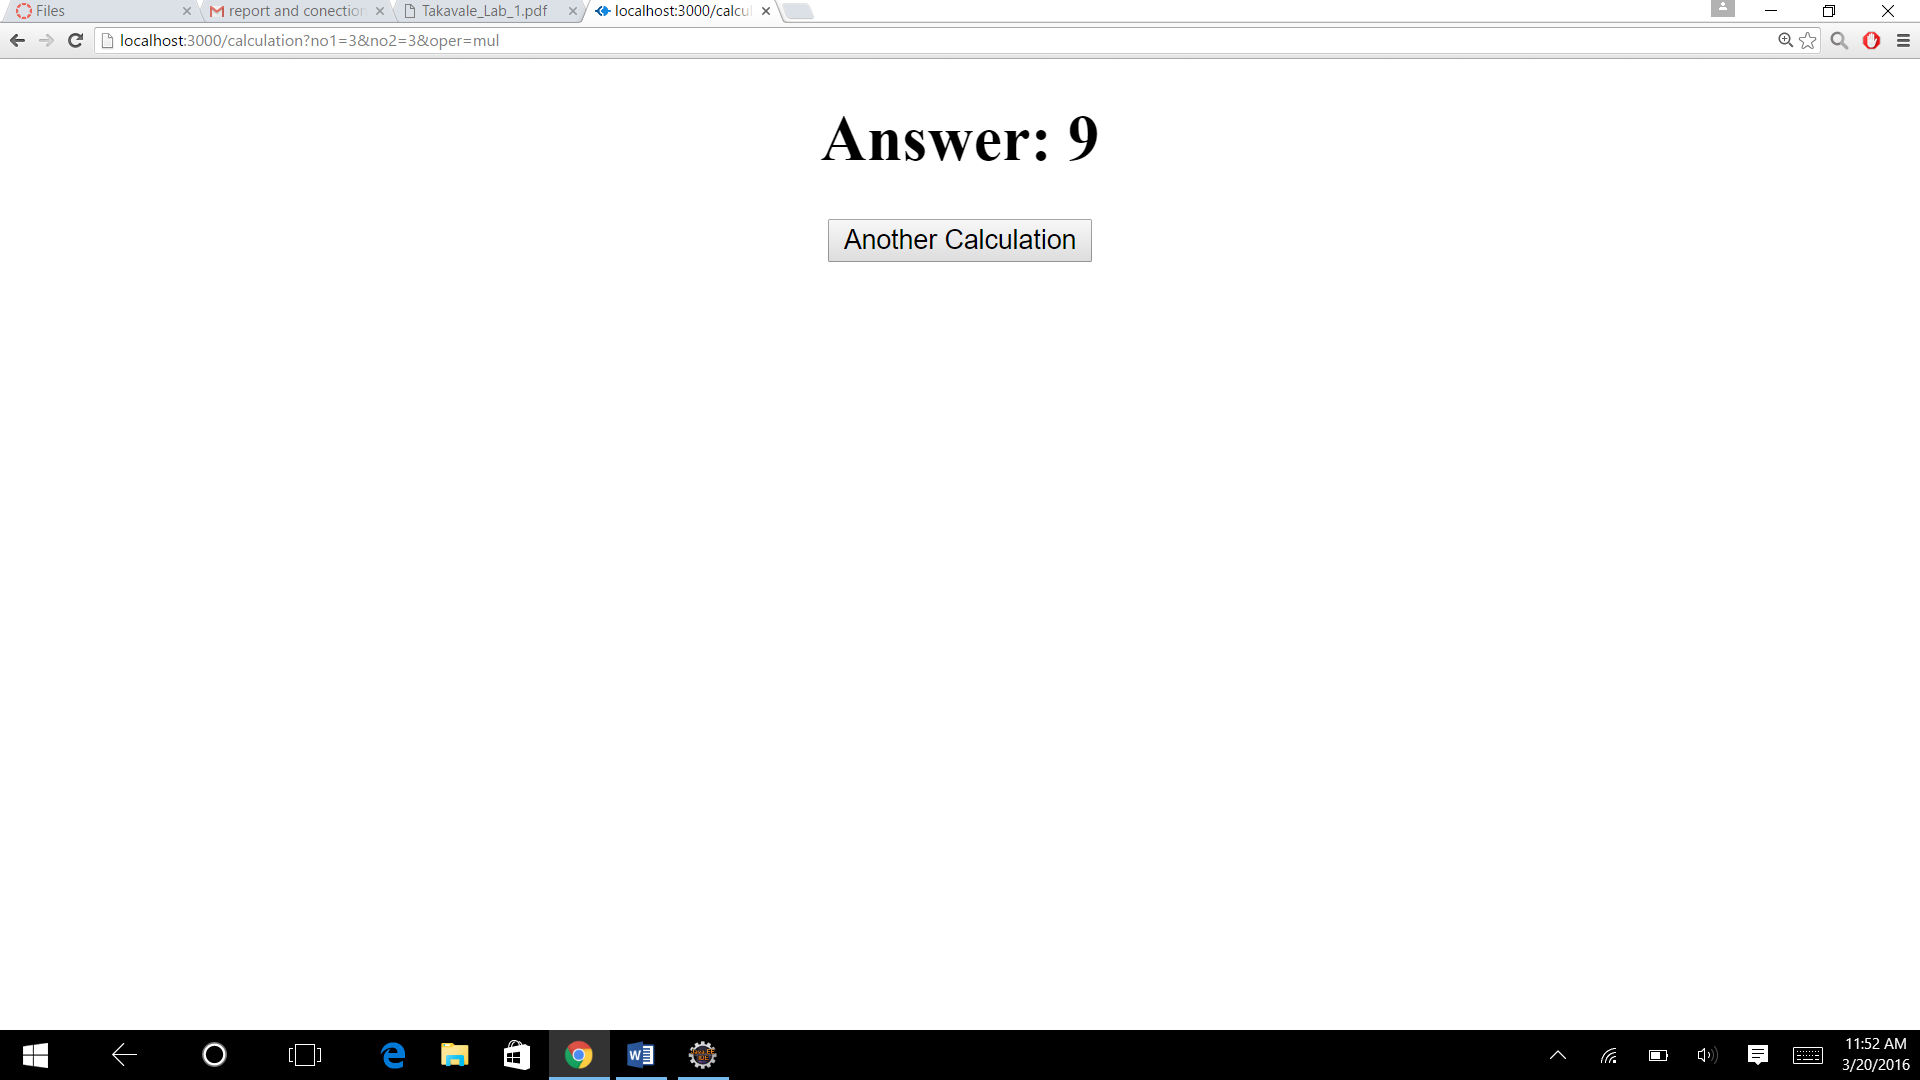 Files
report and conection
Takavale_Lab_1.pdf
localhost:3000/calcul
localhost:3000/calculation?no1=3&no2=3&oper=mul
Answer: 9
Another Calculation
11:52 AM
3/20/2016